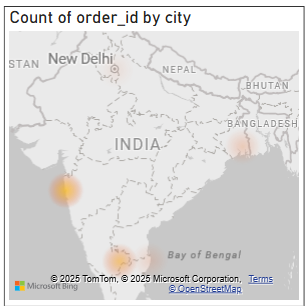 Count of order_id by city
STAN
New Delhi
NEPAL
BHUTAN
BANGLADESH
INDIA
Bay of Bengal
Microsoft Bing
© 2025 TomTom, © 2025 Microsoft Corporation, Terms
© OpenStreetMap